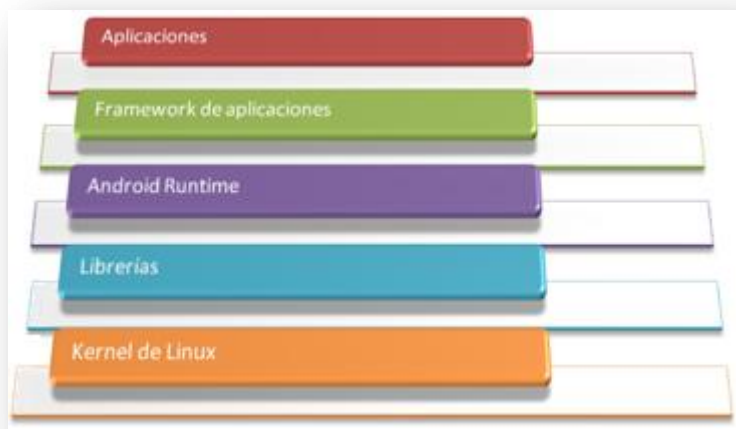 Aplicaciones
Framework de aplicaciones
Android Runtime
Librerías
Kernel de Linux